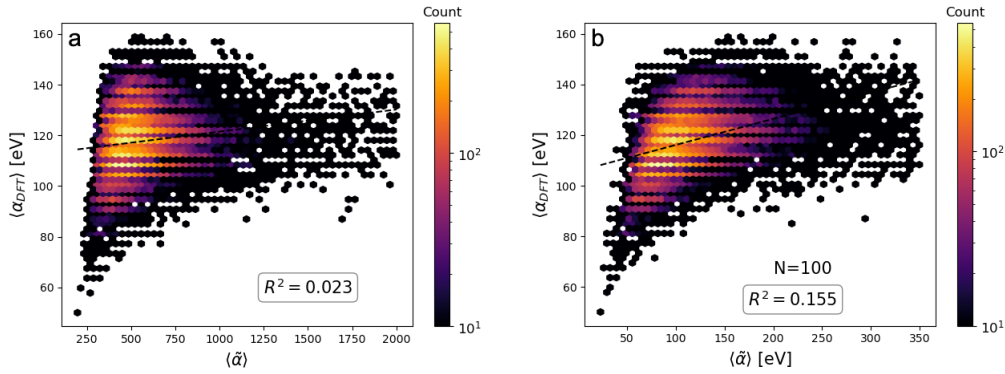 Count
Count
a
b
160
140
120
100
80
60
⟨α_DFT⟩ [eV]
R² = 0.023
250 500 750 1000 1250 1500 1750 2000
⟨α̃⟩
10²
10¹
160
140
120
100
80
60
⟨α_DFT⟩ [eV]
N=100
R² = 0.155
50 100 150 200 250 300 350
⟨α̃⟩ [eV]
10²
10¹